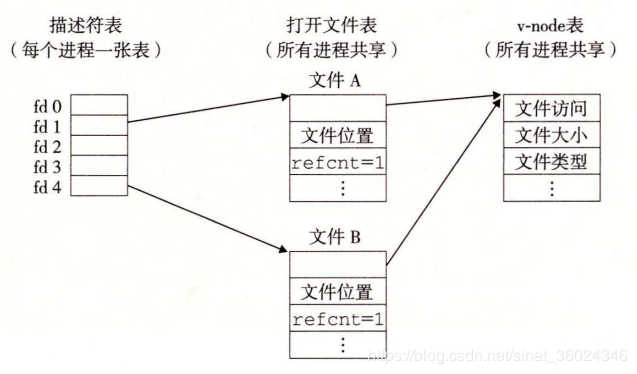 描述符表
（每个进程一张表）
打开文件表
（所有进程共享）
v-node表
（所有进程共享）
fd 0
fd 1
fd 2
fd 3
fd 4
文件 A
文件位置
refcnt=1
⋮
文件 B
文件位置
refcnt=1
⋮
文件访问
文件大小
文件类型
⋮
https://blog.csdn.net/sinat_36024346